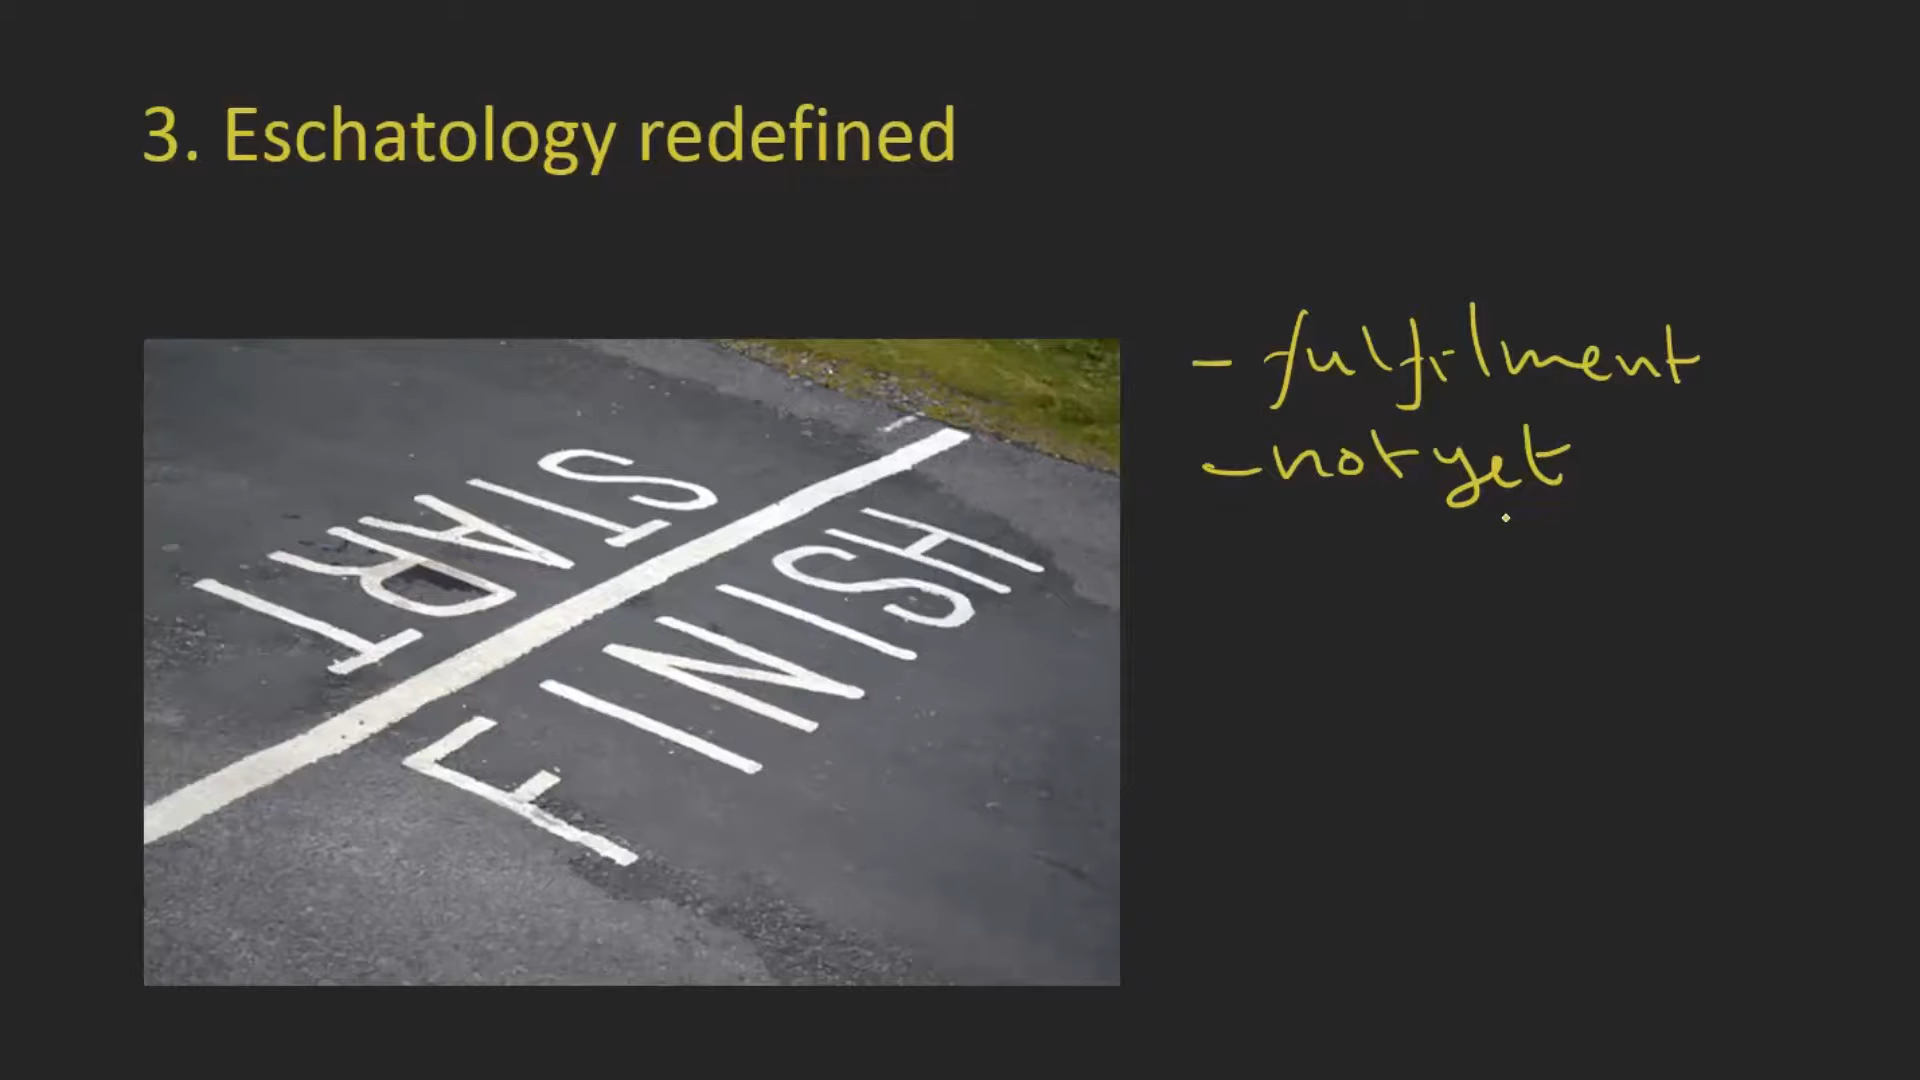 3. Eschatology redefined
START
FINISH
- fulfilment
- not yet